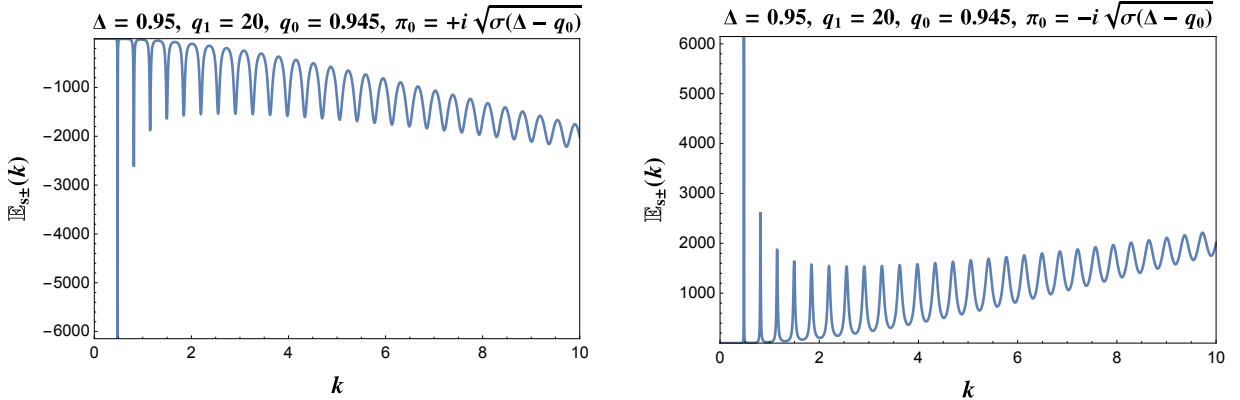 Δ = 0.95, q₁ = 20, q₀ = 0.945, π₀ = +i √σ(Δ − q₀)
-1000
-2000
-3000
-4000
-5000
-6000
𝔼ₛ±(k)
0 2 4 6 8 10
k
Δ = 0.95, q₁ = 20, q₀ = 0.945, π₀ = −i √σ(Δ − q₀)
6000
5000
4000
3000
2000
1000
𝔼ₛ±(k)
0 2 4 6 8 10
k